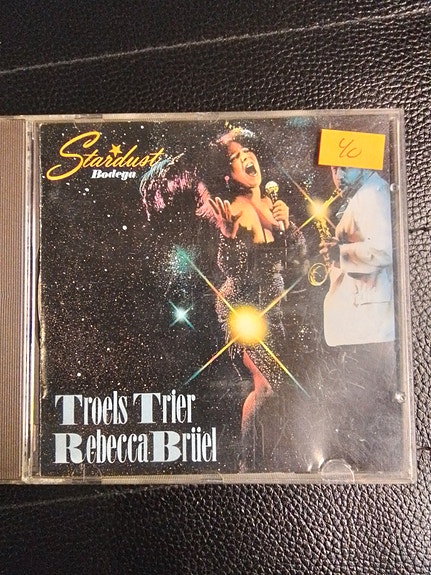 Stardust
Bodega
40
Troels Trier
Rebecca Brüel